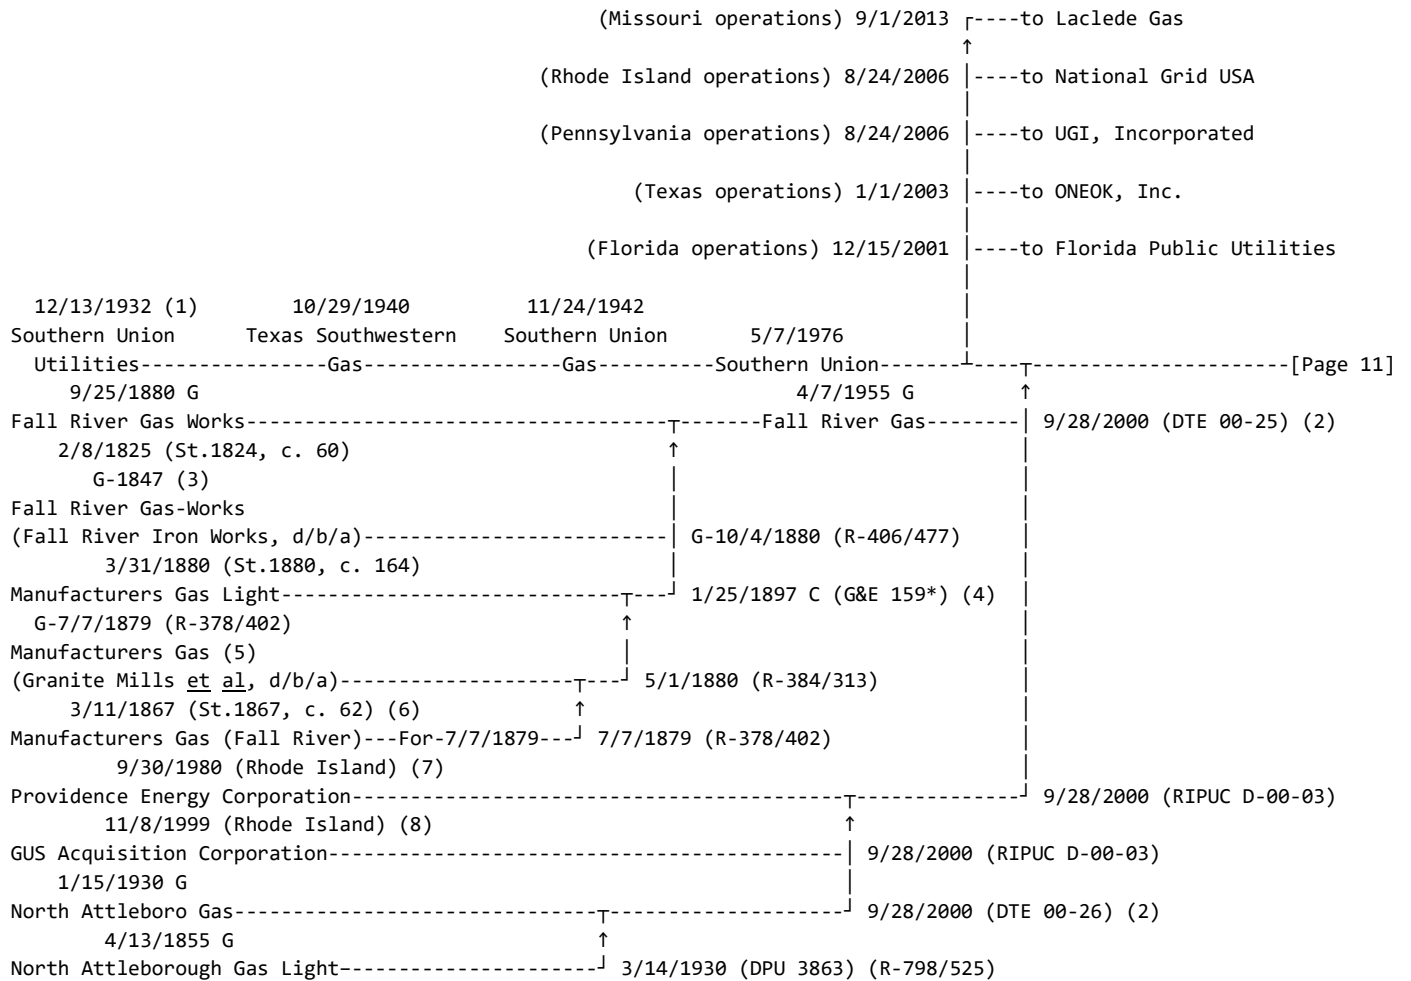 (Missouri operations) 9/1/2013 ┌----to Laclede Gas
↑
(Rhode Island operations) 8/24/2006 |----to National Grid USA
(Pennsylvania operations) 8/24/2006 |----to UGI, Incorporated
(Texas operations) 1/1/2003 |----to ONEOK, Inc.
(Florida operations) 12/15/2001 |----to Florida Public Utilities
12/13/1932 (1) 10/29/1940 11/24/1942
Southern Union Texas Southwestern Southern Union 5/7/1976
Utilities----------------Gas-----------------Gas----------Southern Union-------┴----┬----------------------[Page 11]
9/25/1880 G 4/7/1955 G ↑
Fall River Gas Works------------------------------------┬-------Fall River Gas--------| 9/28/2000 (DTE 00-25) (2)
2/8/1825 (St.1824, c. 60) ↑
G-1847 (3)
Fall River Gas-Works
(Fall River Iron Works, d/b/a)--------------------------| G-10/4/1880 (R-406/477)
3/31/1880 (St.1880, c. 164)
Manufacturers Gas Light-----------------------------┬---┘ 1/25/1897 C (G&E 159*) (4)
G-7/7/1879 (R-378/402) ↑
Manufacturers Gas (5)
(Granite Mills et al, d/b/a)--------------------┬---┘ 5/1/1880 (R-384/313)
3/11/1867 (St.1867, c. 62) (6) ↑
Manufacturers Gas (Fall River)---For-7/7/1879---┘ 7/7/1879 (R-378/402)
9/30/1980 (Rhode Island) (7)
Providence Energy Corporation------------------------------------------┬--------------┘ 9/28/2000 (RIPUC D-00-03)
11/8/1999 (Rhode Island) (8) ↑
GUS Acquisition Corporation--------------------------------------------| 9/28/2000 (RIPUC D-00-03)
1/15/1930 G
North Attleboro Gas-------------------------------┬--------------------┘ 9/28/2000 (DTE 00-26) (2)
4/13/1855 G ↑
North Attleborough Gas Light----------------------┘ 3/14/1930 (DPU 3863) (R-798/525)